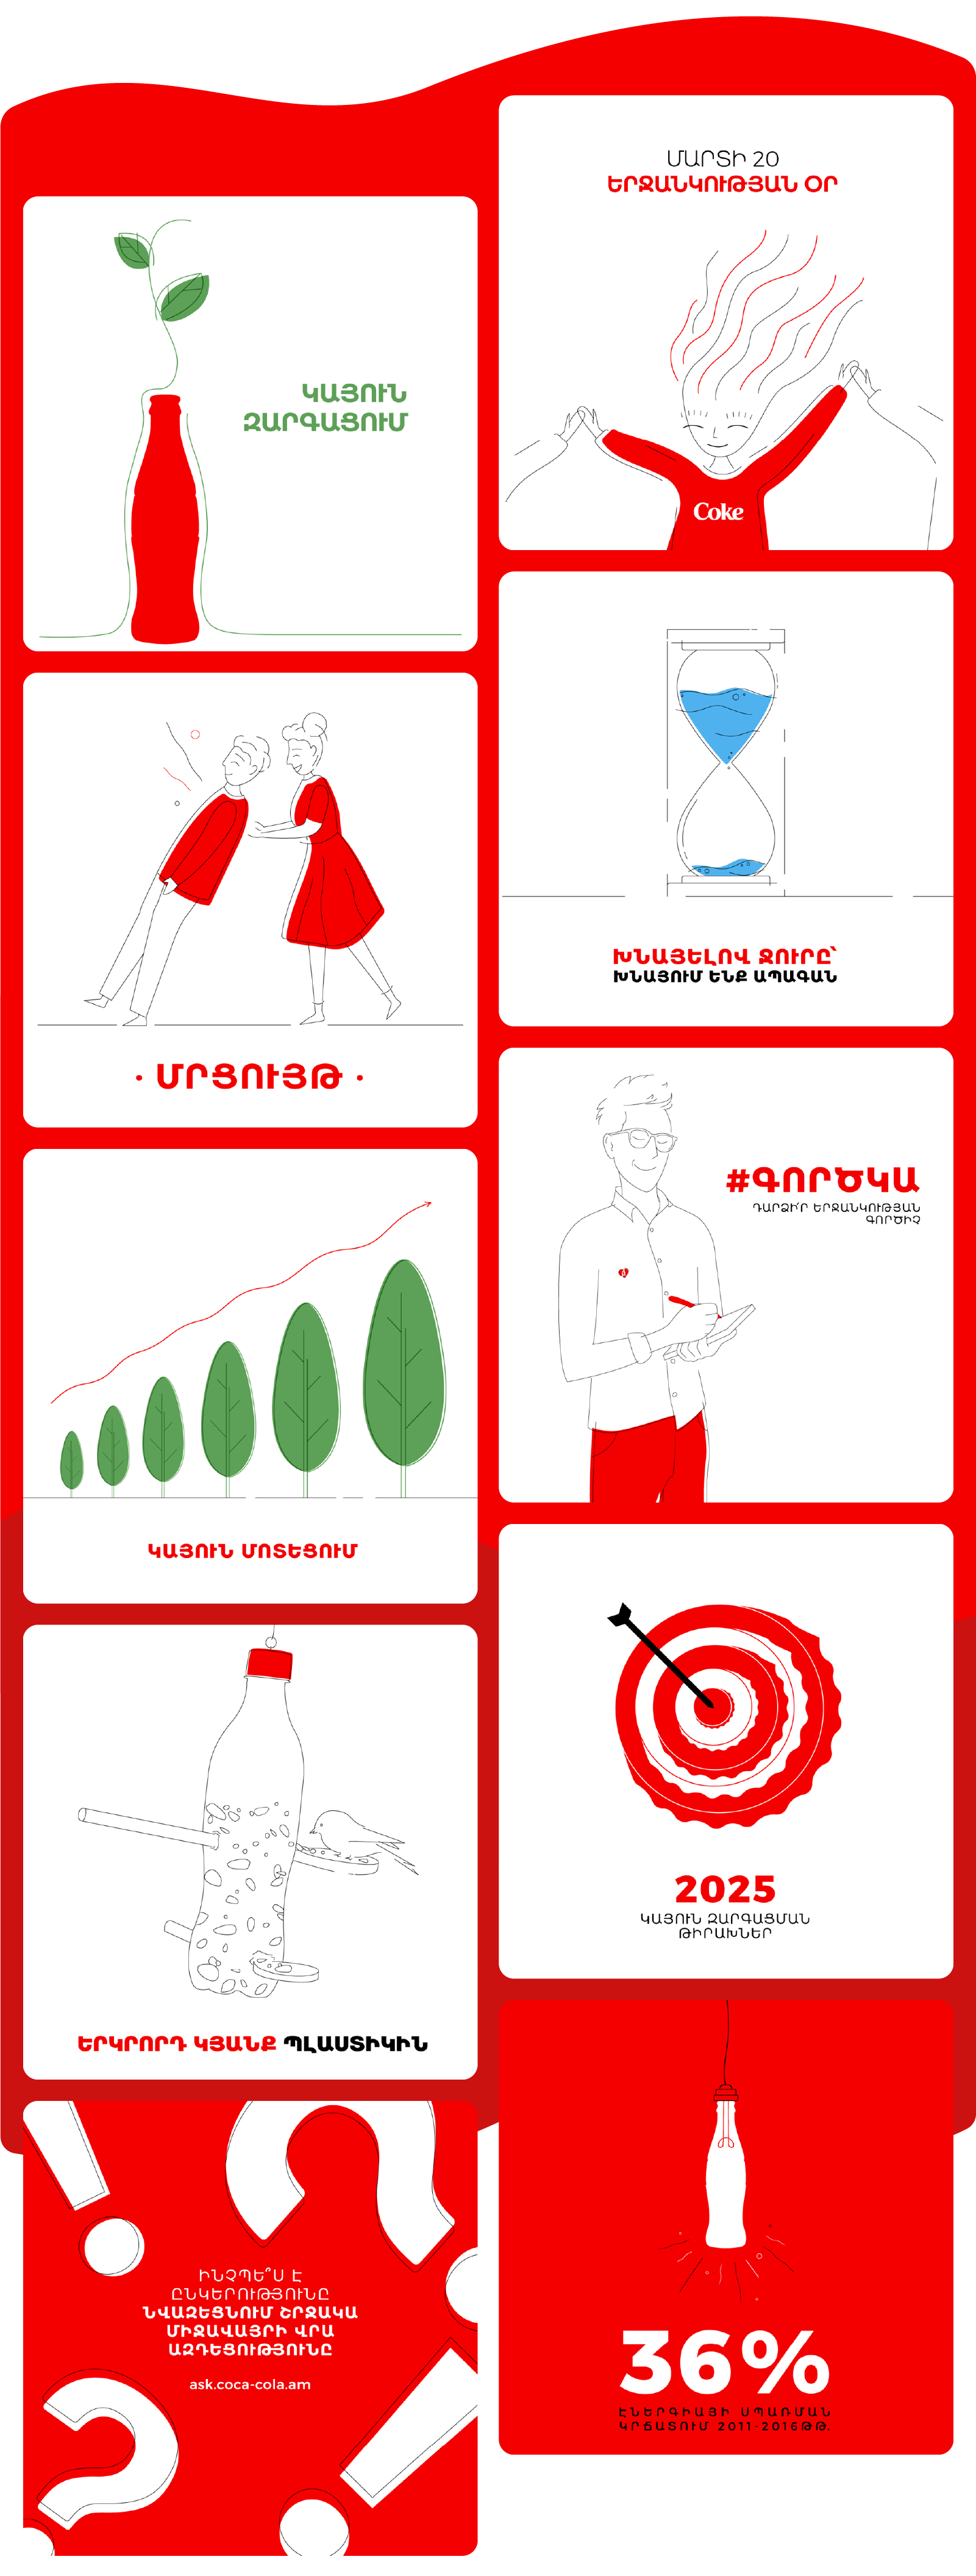 ՄԱՐՏԻ 20
ԵՐՋԱՆԿՈՒԹՅԱՆ ՕՐ
ԿԱՅՈՒՆ
ԶԱՐԳԱՑՈՒՄ
Coke
ԽՆԱՅԵԼՈՎ ՋՈՒՐԸ՝
ԽՆԱՅՈՒՄ ԵՆՔ ԱՊԱԳԱՆ
· ՄՐՑՈՒՅԹ ·
#ԳՈՐԾԿԱ
ԴԱՐՁԻ՛Ր ԵՐՋԱՆԿՈՒԹՅԱՆ
ԳՈՐԾԻՉ
ԿԱՅՈՒՆ ՄՈՏԵՑՈՒՄ
2025
ԿԱՅՈՒՆ ԶԱՐԳԱՑՄԱՆ
ԹԻՐԱԽՆԵՐ
ԵՐԿՐՈՐԴ ԿՅԱՆՔ ՊԼԱՍՏԻԿԻՆ
ԻՆՉՊԵ՞Ս Է
ԸՆԿԵՐՈՒԹՅՈՒՆԸ
ՆՎԱԶԵՑՆՈՒՄ ՇՐՋԱԿԱ
ՄԻՋԱՎԱՅՐԻ ՎՐԱ
ԱԶԴԵՑՈՒԹՅՈՒՆԸ
ask.coca-cola.am
36%
ԷՆԵՐԳԻԱՅԻ ՍՊԱՌՄԱՆ
ԿՐՃԱՏՈՒՄ 2011-2016ԹԹ.